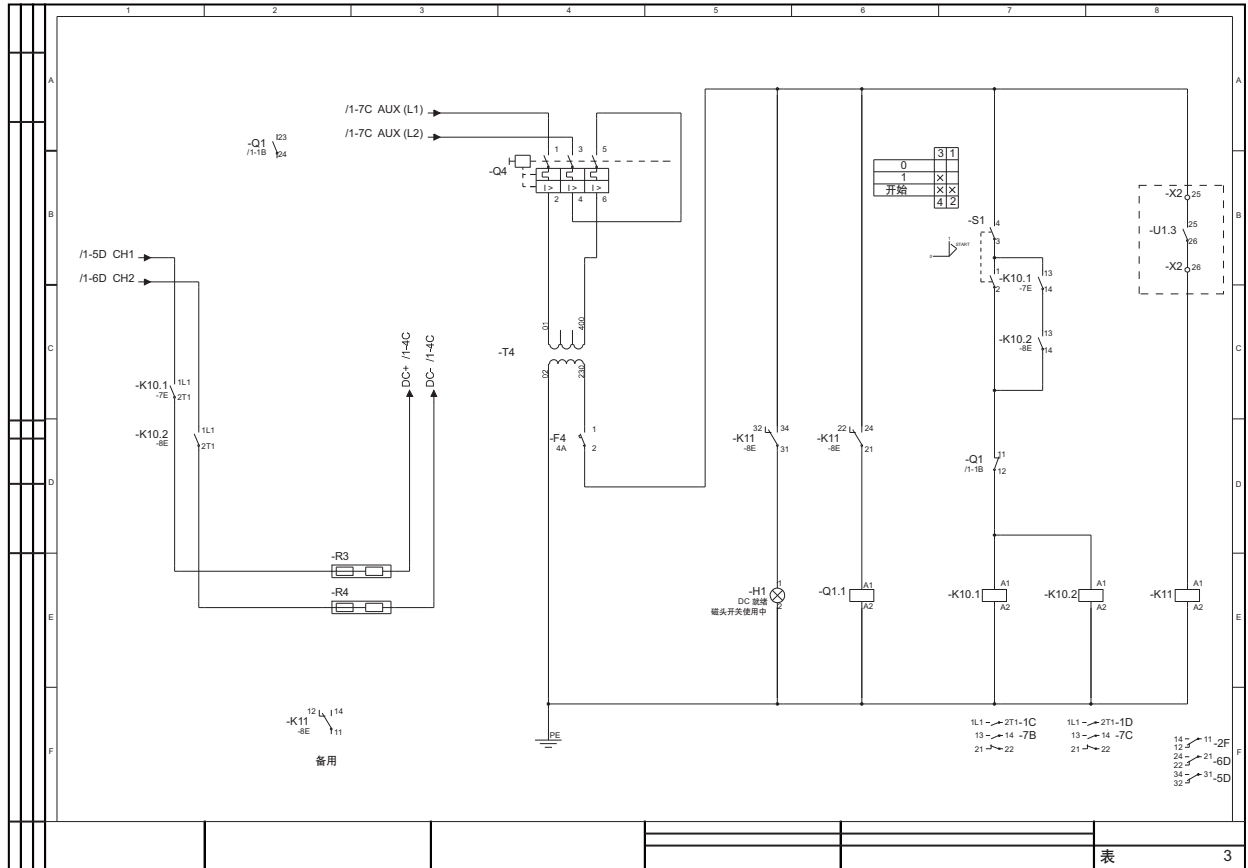 1 2 3 4 5 6 7 8
A A
/1-7C AUX (L1)
/1-7C AUX (L2)
-Q1 23
/1-1B 24
1 3 5
-Q4
I> I> I>
2 4 6
3 1
0
1 ×
开始 × ×
4 2
B B
-X2 25
-U1.3 25
26
-X2 26
-S1 4
3
0 1 START
/1-5D CH1
/1-6D CH2
1
2
-K10.1 13
-7E 14
-K10.2 13
-8E 14
C C
01 400
-T4
02 230
DC+ /1-4C
DC- /1-4C
-K10.1 1L1
-7E 2T1
-K10.2 1L1
-8E 2T1
-F4 1
4A 2
-K11 32 34
-8E 31
-K11 22 24
-8E 21
-Q1 11
/1-1B 12
D D
-R3
-R4
-H1 1
DC 就绪 2
磁头开关使用中
-Q1.1 A1
A2
-K10.1 A1
A2
-K10.2 A1
A2
-K11 A1
A2
E E
-K11 12 14
-8E 11
备用
PE
1L1 2T1 -1C
13 14 -7B
21 22
1L1 2T1 -1D
13 14 -7C
21 22
14 11 -2F
12
24 21 -6D
22
34 31 -5D
32
F F
表 3